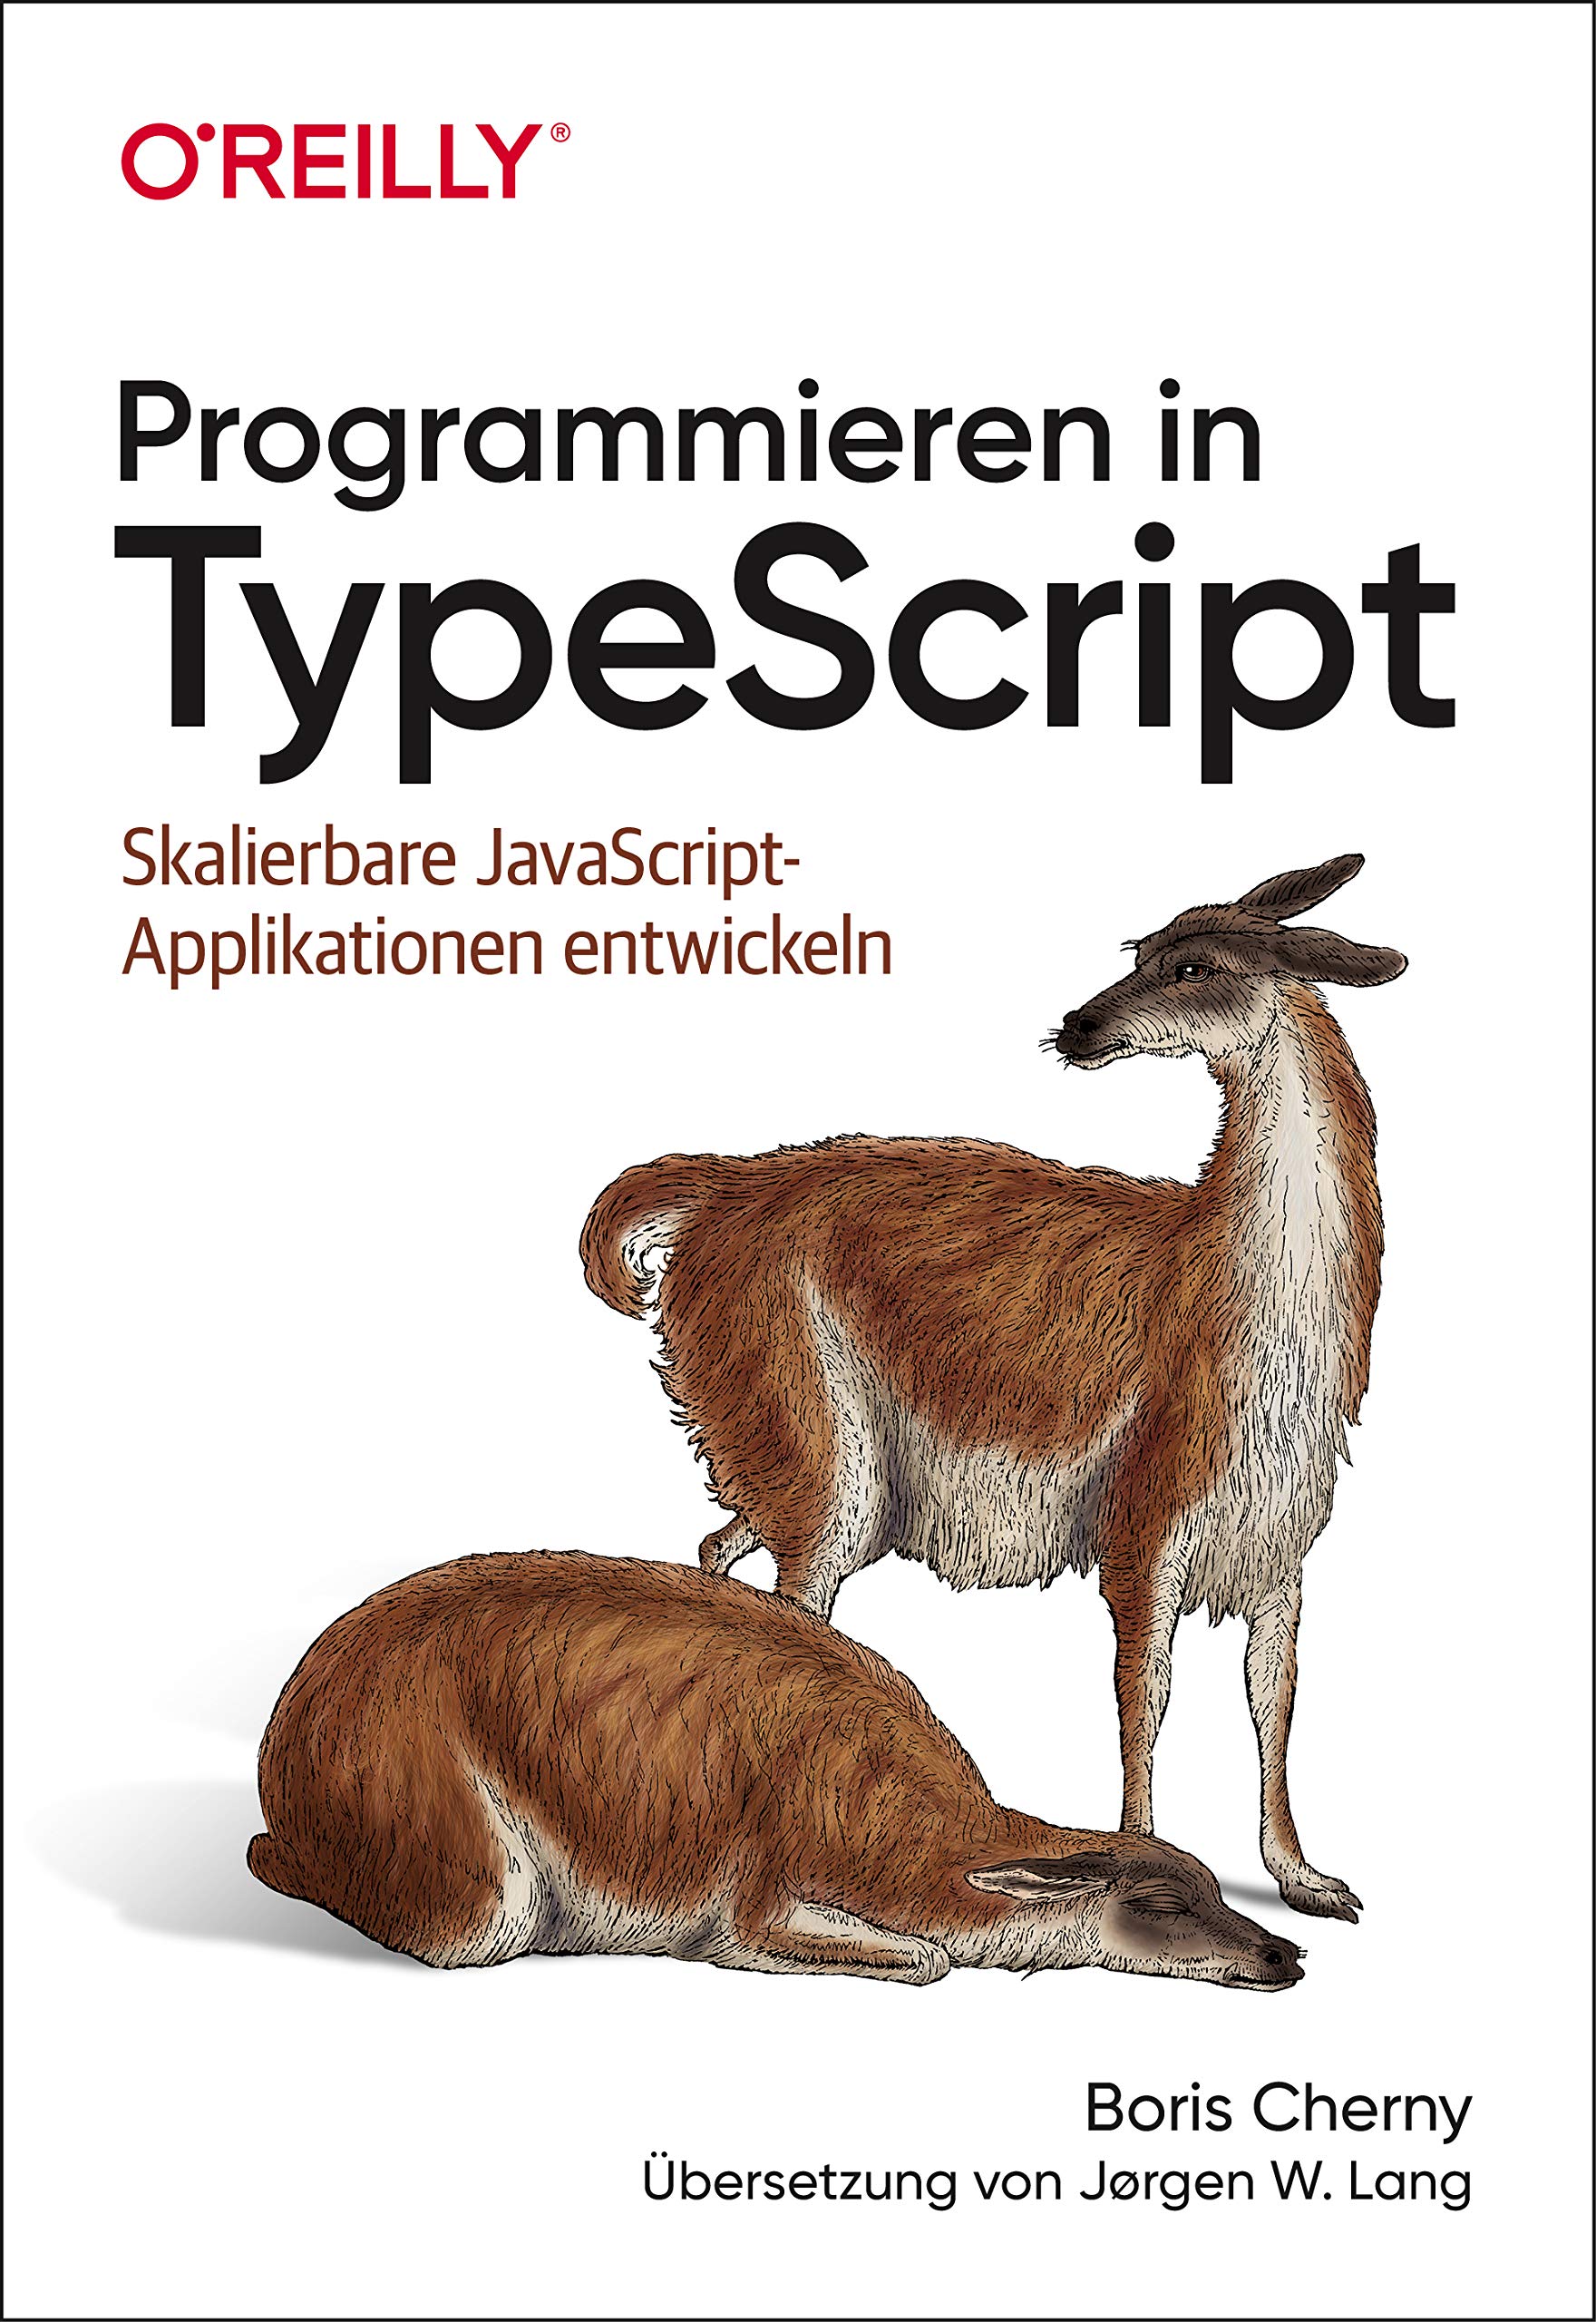 O'REILLY®
Programmieren in
TypeScript
Skalierbare JavaScript-
Applikationen entwickeln
Boris Cherny
Übersetzung von Jørgen W. Lang